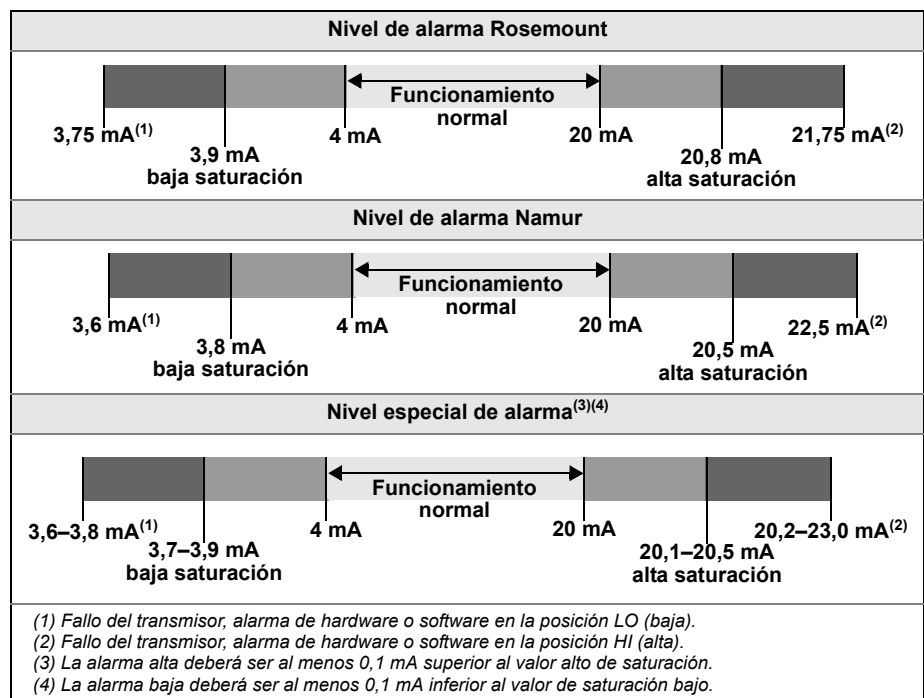 Nivel de alarma Rosemount
Funcionamiento
normal
3,75 mA(1)
4 mA
20 mA
21,75 mA(2)
3,9 mA
baja saturación
20,8 mA
alta saturación
Nivel de alarma Namur
Funcionamiento
normal
3,6 mA(1)
4 mA
20 mA
22,5 mA(2)
3,8 mA
baja saturación
20,5 mA
alta saturación
Nivel especial de alarma(3)(4)
Funcionamiento
normal
3,6–3,8 mA(1)
4 mA
20 mA
20,2–23,0 mA(2)
3,7–3,9 mA
baja saturación
20,1–20,5 mA
alta saturación
(1) Fallo del transmisor, alarma de hardware o software en la posición LO (baja).
(2) Fallo del transmisor, alarma de hardware o software en la posición HI (alta).
(3) La alarma alta deberá ser al menos 0,1 mA superior al valor alto de saturación.
(4) La alarma baja deberá ser al menos 0,1 mA inferior al valor de saturación bajo.